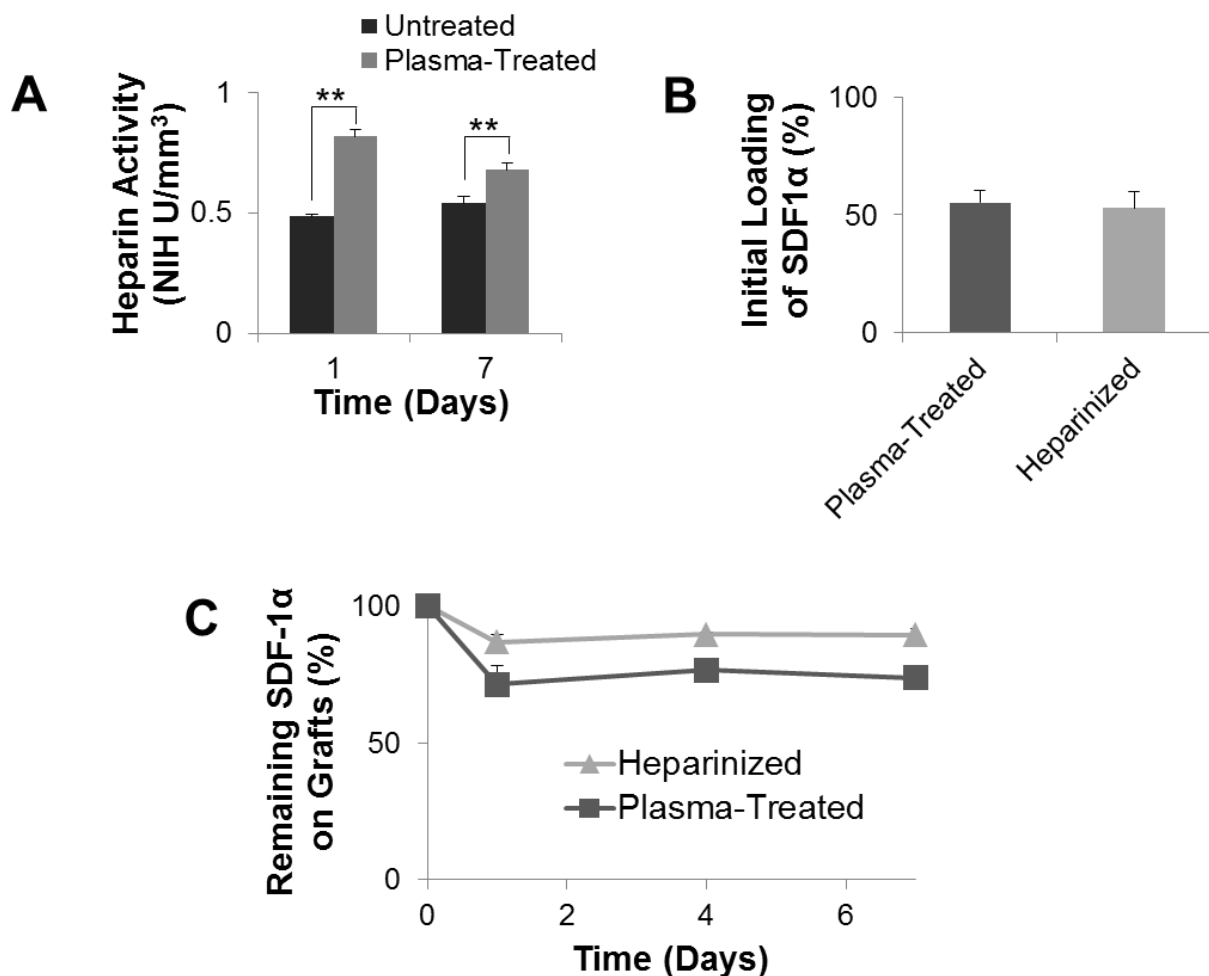 Untreated
Plasma-Treated
A
Heparin Activity
(NIH U/mm³)
1
0.5
0
**
**
1
7
Time (Days)
B
Initial Loading
of SDF1α (%)
100
50
0
Plasma-Treated
Heparinized
C
Remaining SDF-1α
on Grafts (%)
100
50
0
Heparinized
Plasma-Treated
0
2
4
6
Time (Days)